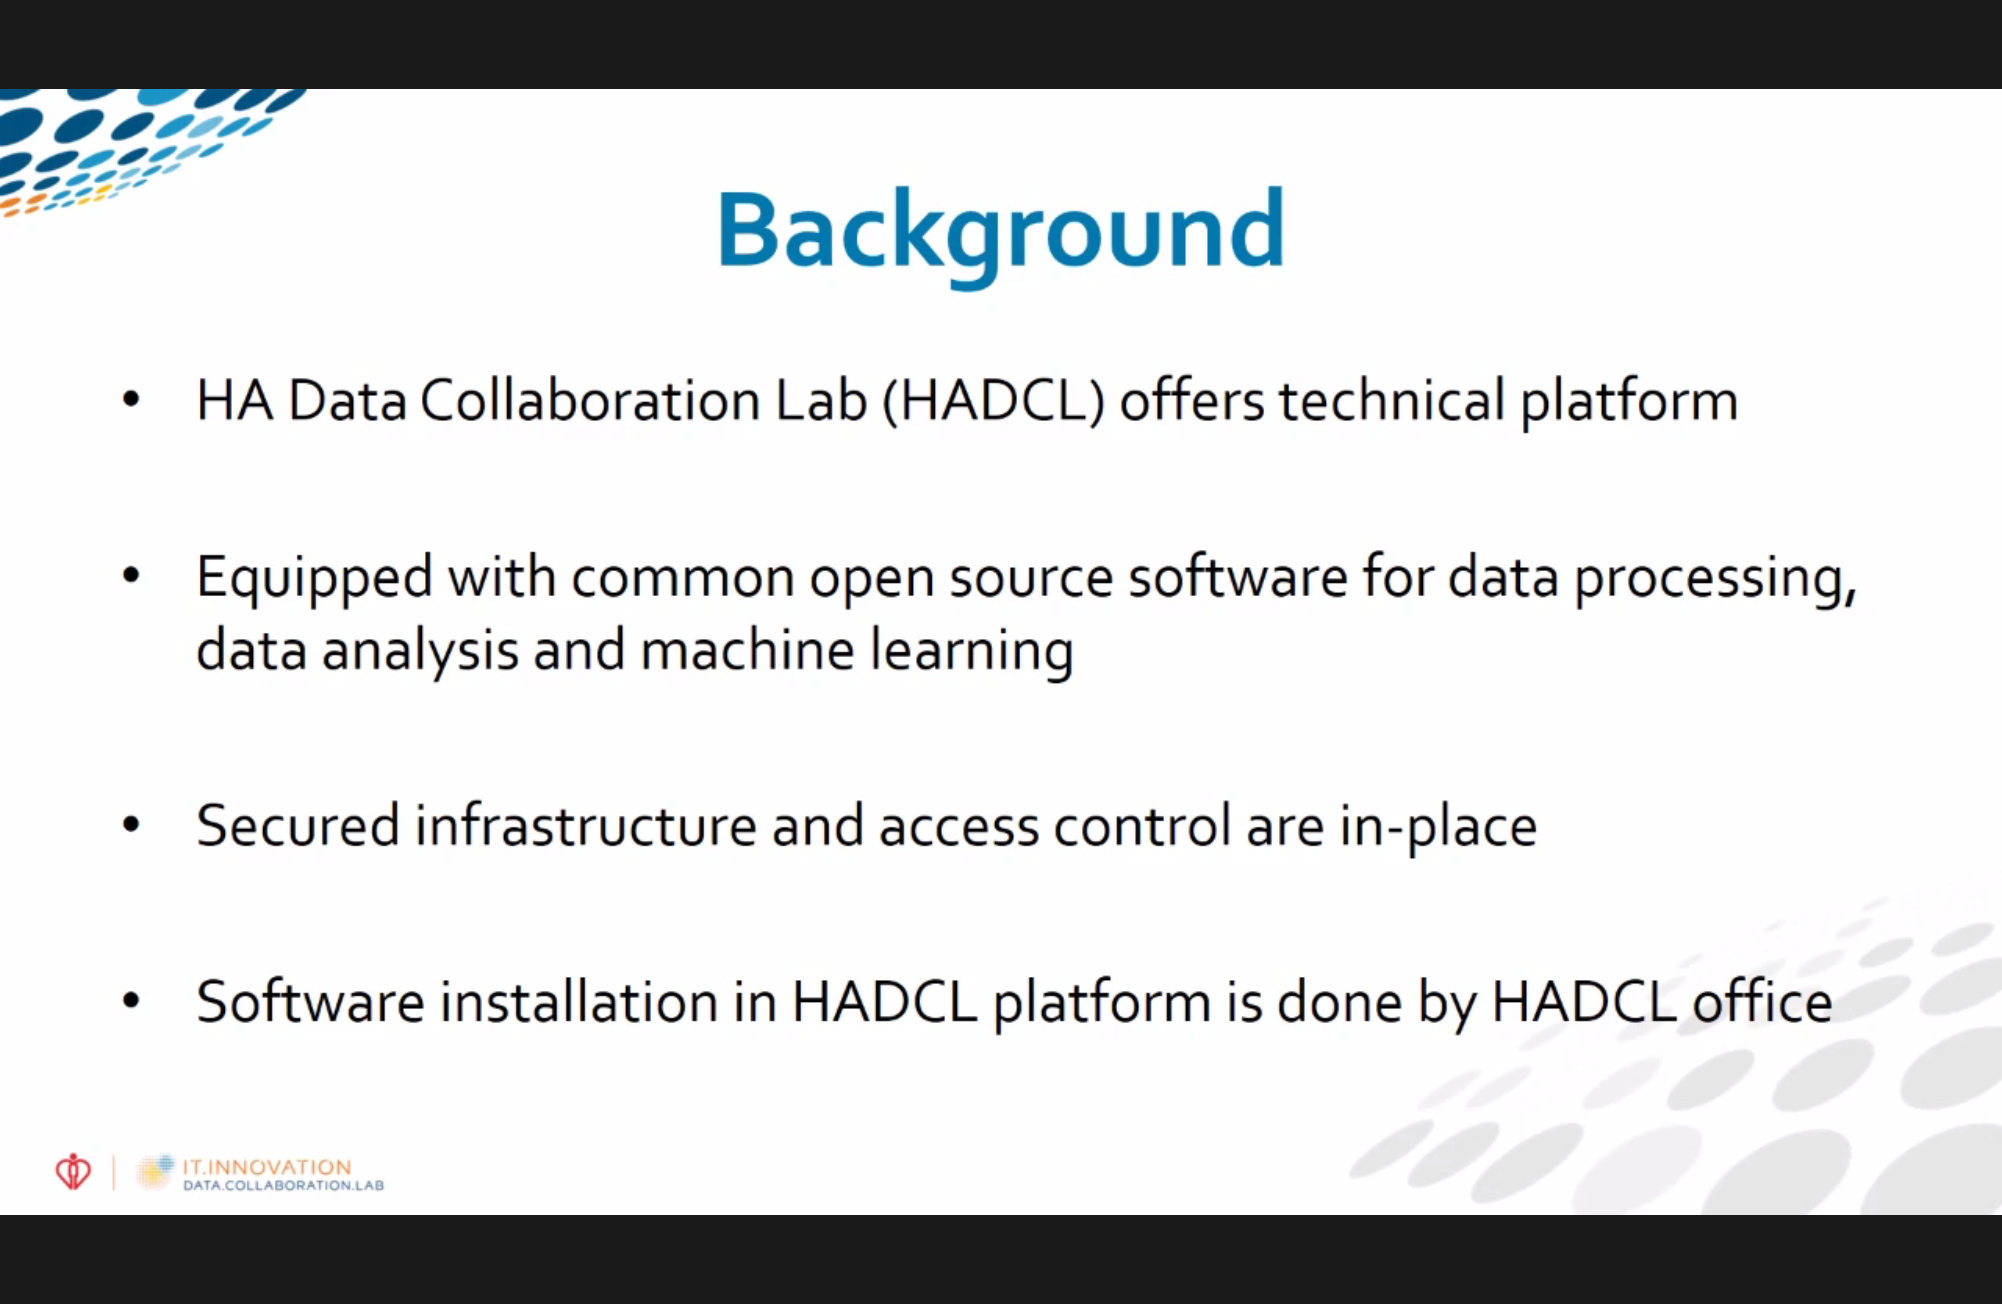 Background
• HA Data Collaboration Lab (HADCL) offers technical platform
• Equipped with common open source software for data processing,
data analysis and machine learning
• Secured infrastructure and access control are in-place
• Software installation in HADCL platform is done by HADCL office
IT.INNOVATION
DATA.COLLABORATION.LAB